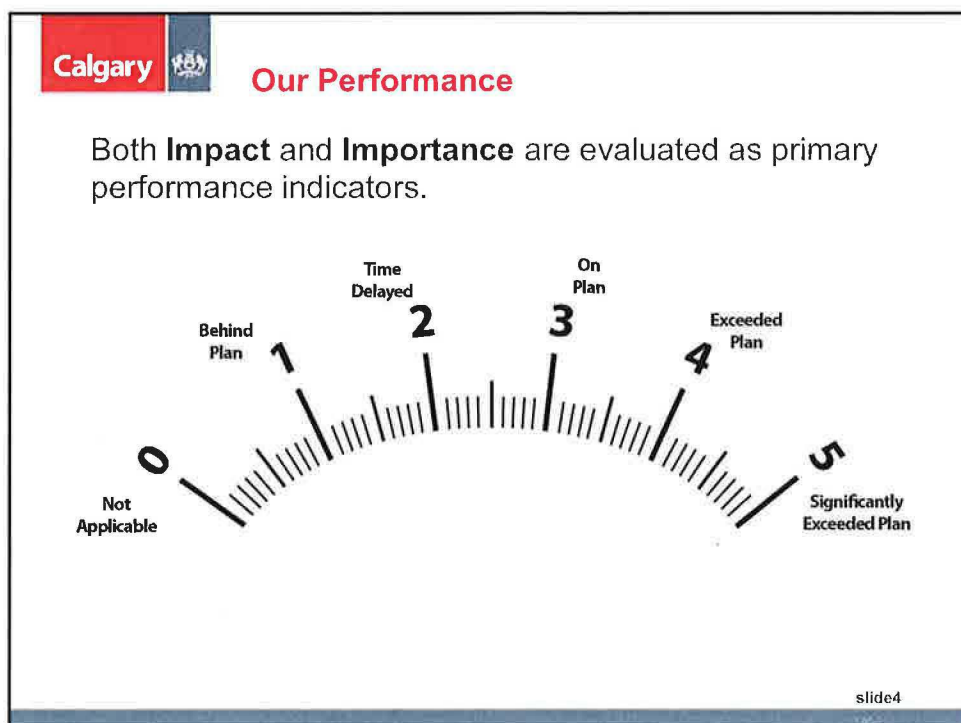 Calgary
Our Performance
Both Impact and Importance are evaluated as primary
performance indicators.
0
Not
Applicable
1
Behind
Plan
2
Time
Delayed
3
On
Plan
4
Exceeded
Plan
5
Significantly
Exceeded Plan
slide4